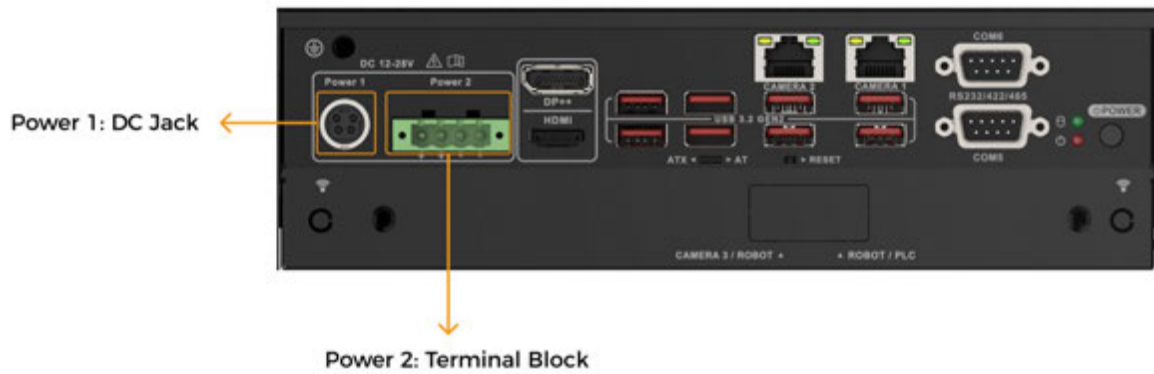 COM6
DC 12-28V
Power 1
Power 2
CAMERA 2
CAMERA 1
DP++
RS232/422/485
POWER
Power 1: DC Jack
HDMI
USB 3.2 GEN2
+ + - -
ATX ◄ ► AT
► RESET
COM5
CAMERA 3 / ROBOT
ROBOT / PLC
Power 2: Terminal Block